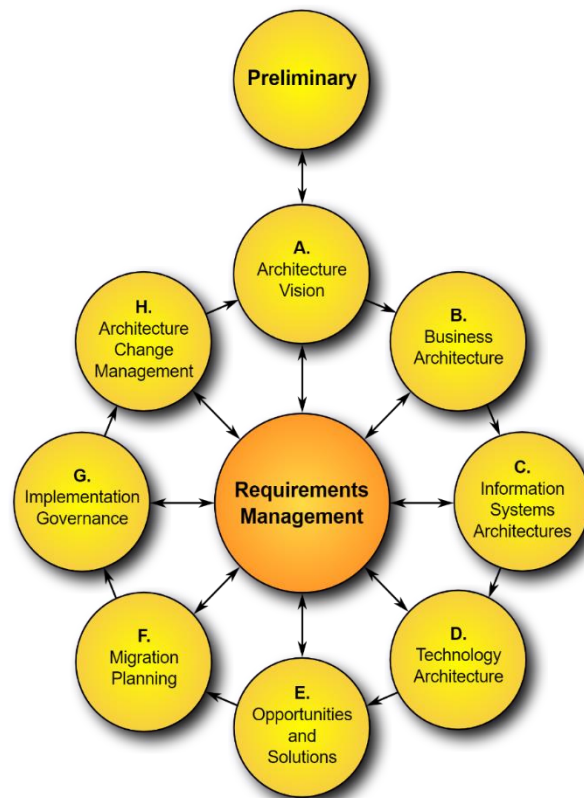 Preliminary
A.
Architecture
Vision
B.
Business
Architecture
C.
Information
Systems
Architectures
D.
Technology
Architecture
E.
Opportunities
and
Solutions
F.
Migration
Planning
G.
Implementation
Governance
H.
Architecture
Change
Management
Requirements
Management